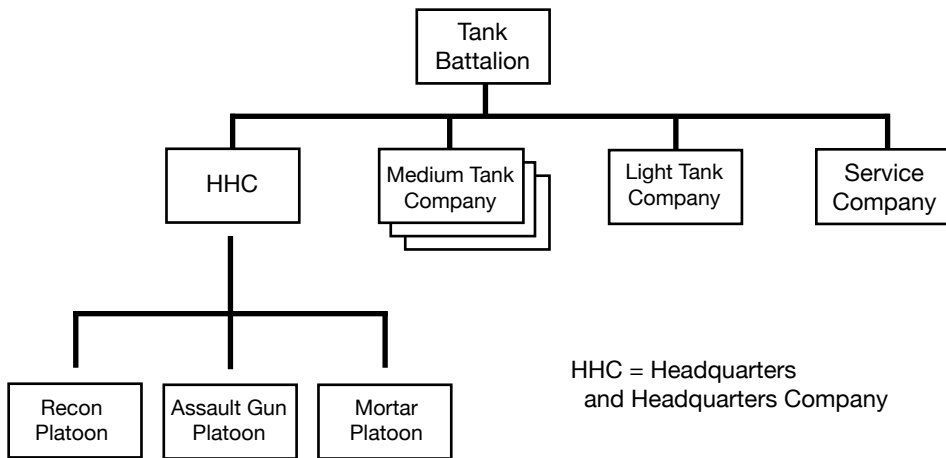 Tank
Battalion
HHC
Medium Tank
Company
Light Tank
Company
Service
Company
Recon
Platoon
Assault Gun
Platoon
Mortar
Platoon
HHC = Headquarters
and Headquarters Company